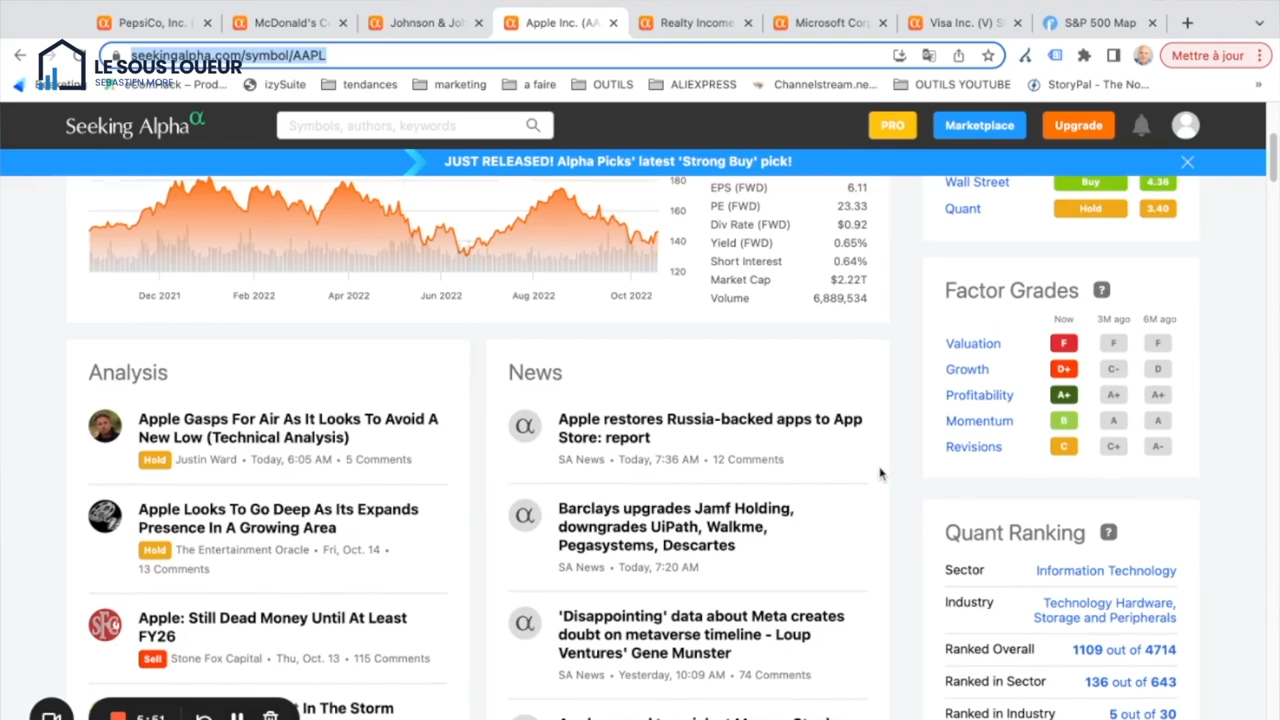 PepsiCo, Inc. (
McDonald's C
Johnson & Jo
Apple Inc. (AA
Realty Income
Microsoft Corp
Visa Inc. (V) S
S&P 500 Map
seekingalpha.com/symbol/AAPL
Mettre à jour
LE SOUS LOUEUR
SEBASTIEN MORE
– Prod...
izySuite
tendances
marketing
a faire
OUTILS
ALIEXPRESS
Channelstream.ne...
OUTILS YOUTUBE
StoryPal - The No...
»
Seeking Alpha α
Symbols, authors, keywords
PRO
Marketplace
Upgrade
JUST RELEASED! Alpha Picks' latest 'Strong Buy' pick!
180
160
140
120
Dec 2021
Feb 2022
Apr 2022
Jun 2022
Aug 2022
Oct 2022
EPS (FWD) 6.11
PE (FWD) 23.33
Div Rate (FWD) $0.92
Yield (FWD) 0.65%
Short Interest 0.64%
Market Cap $2.22T
Volume 6,889,534
Wall Street Buy 4.36
Quant Hold 3.40
Factor Grades ?
Now 3M ago 6M ago
Valuation F F F
Growth D+ C- D
Profitability A+ A+ A+
Momentum B A A
Revisions C C+ A-
Analysis
Apple Gasps For Air As It Looks To Avoid A
New Low (Technical Analysis)
Hold Justin Ward • Today, 6:05 AM • 5 Comments
Apple Looks To Go Deep As Its Expands
Presence In A Growing Area
Hold The Entertainment Oracle • Fri, Oct. 14 •
13 Comments
SFC
Apple: Still Dead Money Until At Least
FY26
Sell Stone Fox Capital • Thu, Oct. 13 • 115 Comments
t In The Storm
News
α
Apple restores Russia-backed apps to App
Store: report
SA News • Today, 7:36 AM • 12 Comments
α
Barclays upgrades Jamf Holding,
downgrades UiPath, Walkme,
Pegasystems, Descartes
SA News • Today, 7:20 AM
α
'Disappointing' data about Meta creates
doubt on metaverse timeline - Loup
Ventures' Gene Munster
SA News • Yesterday, 10:09 AM • 74 Comments
Quant Ranking ?
Sector Information Technology
Industry Technology Hardware,
Storage and Peripherals
Ranked Overall 1109 out of 4714
Ranked in Sector 136 out of 643
Ranked in Industry 5 out of 30
5:51